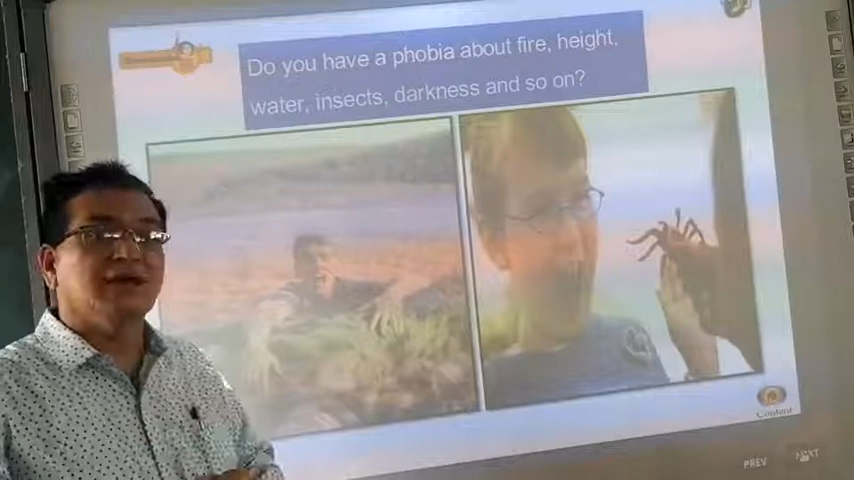 Do you have a phobia about fire, height,
water, insects, darkness and so on?
Content
PREV
NEXT